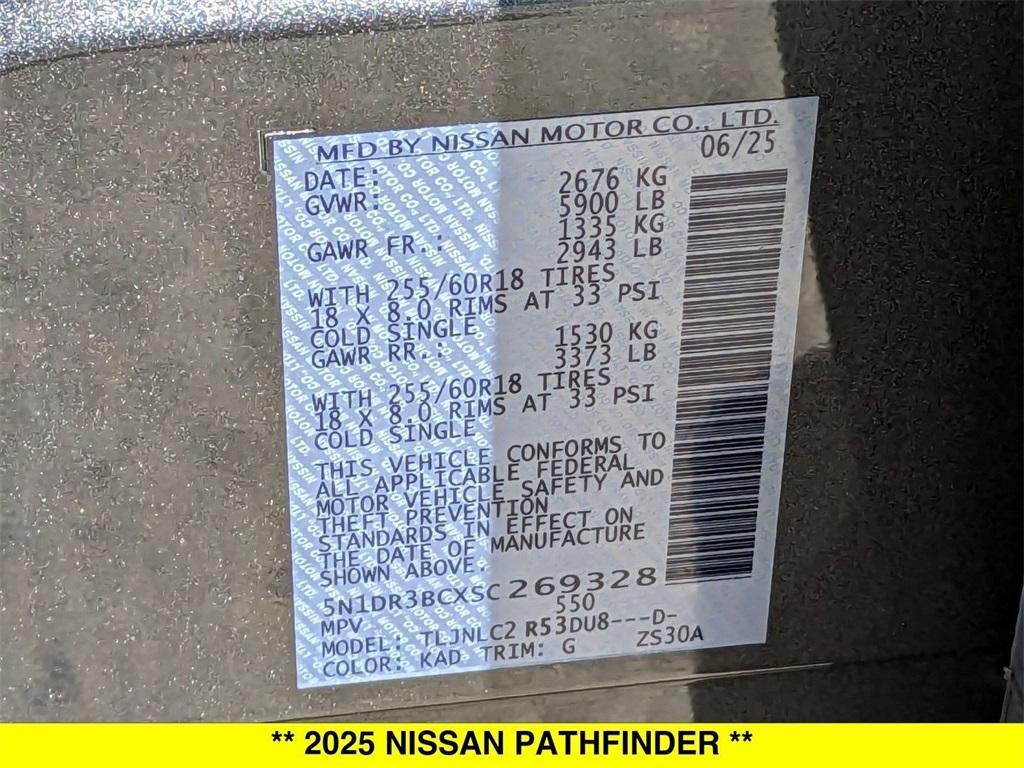 MFD BY NISSAN MOTOR CO., LTD.
DATE: 06/25
GVWR: 2676 KG
5900 LB
GAWR FR.: 1335 KG
2943 LB
WITH 255/60R18 TIRES
18 X 8.0 RIMS AT 33 PSI
COLD SINGLE
GAWR RR.: 1530 KG
3373 LB
WITH 255/60R18 TIRES
18 X 8.0 RIMS AT 33 PSI
COLD SINGLE
THIS VEHICLE CONFORMS TO
ALL APPLICABLE FEDERAL
MOTOR VEHICLE SAFETY AND
THEFT PREVENTION
STANDARDS IN EFFECT ON
THE DATE OF MANUFACTURE
SHOWN ABOVE.
5N1DR3BCXSC269328
MPV 550
MODEL: TLJNLC2 R53DU8---D-
COLOR: KAD TRIM: G ZS30A
** 2025 NISSAN PATHFINDER **